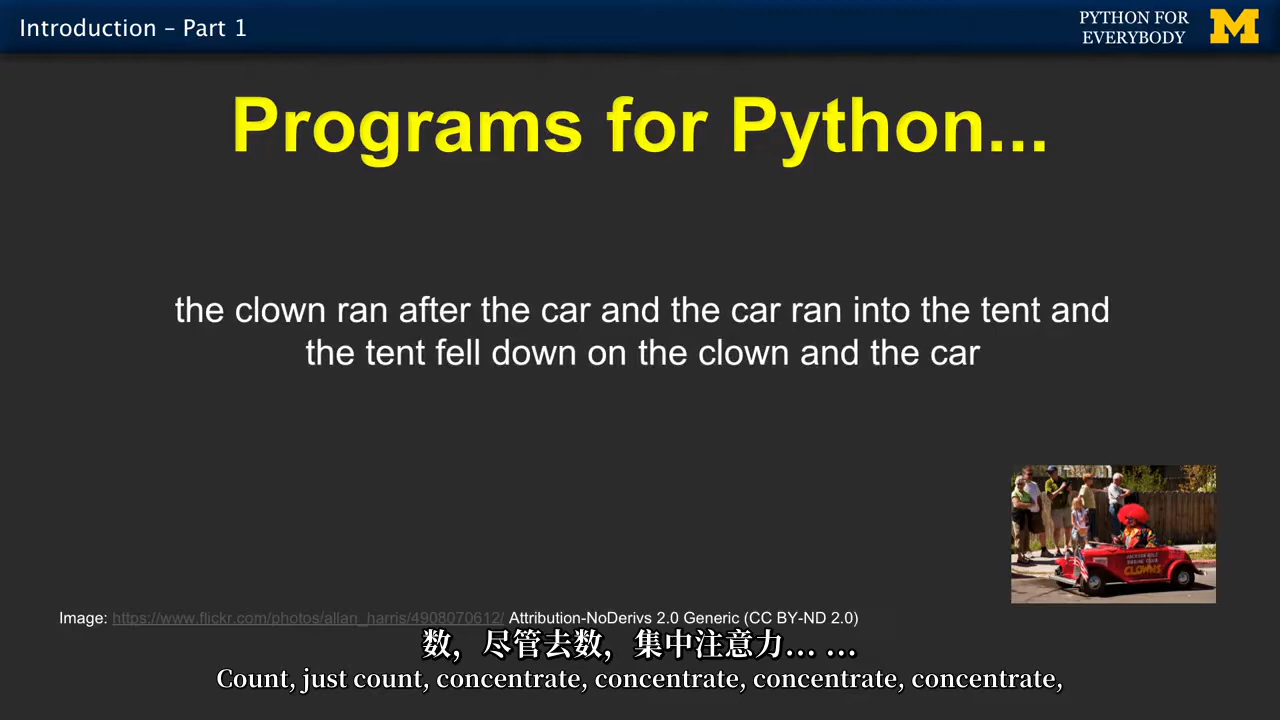 Introduction – Part 1
PYTHON FOR
EVERYBODY
Programs for Python...
the clown ran after the car and the car ran into the tent and
the tent fell down on the clown and the car
CLOWNS
Image: https://www.flickr.com/photos/allan_harris/4908070612/ Attribution-NoDerivs 2.0 Generic (CC BY-ND 2.0)
数，尽管去数，集中注意力... ...
Count, just count, concentrate, concentrate, concentrate, concentrate,